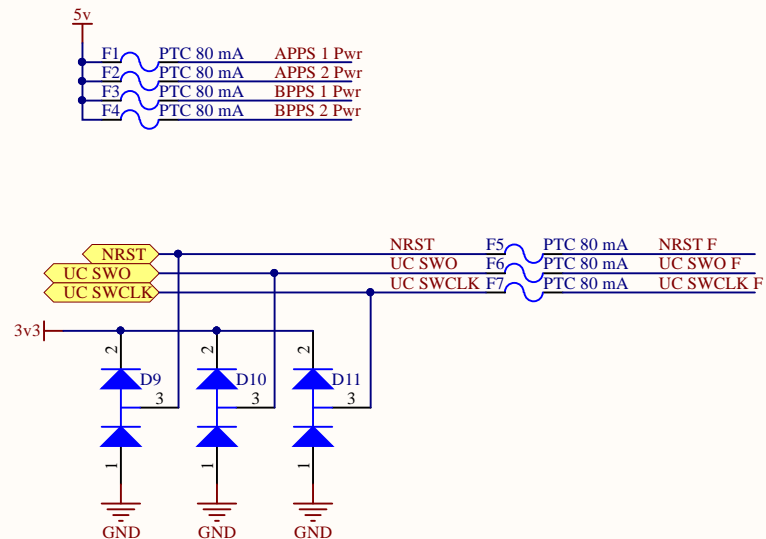 5v
F1 PTC 80 mA APPS 1 Pwr
F2 PTC 80 mA APPS 2 Pwr
F3 PTC 80 mA BPPS 1 Pwr
F4 PTC 80 mA BPPS 2 Pwr
NRST NRST F5 PTC 80 mA NRST F
UC SWO UC SWO F6 PTC 80 mA UC SWO F
UC SWCLK UC SWCLK F7 PTC 80 mA UC SWCLK F
3v3
2 2 2
D9 D10 D11
3 3 3
1 1 1
GND GND GND